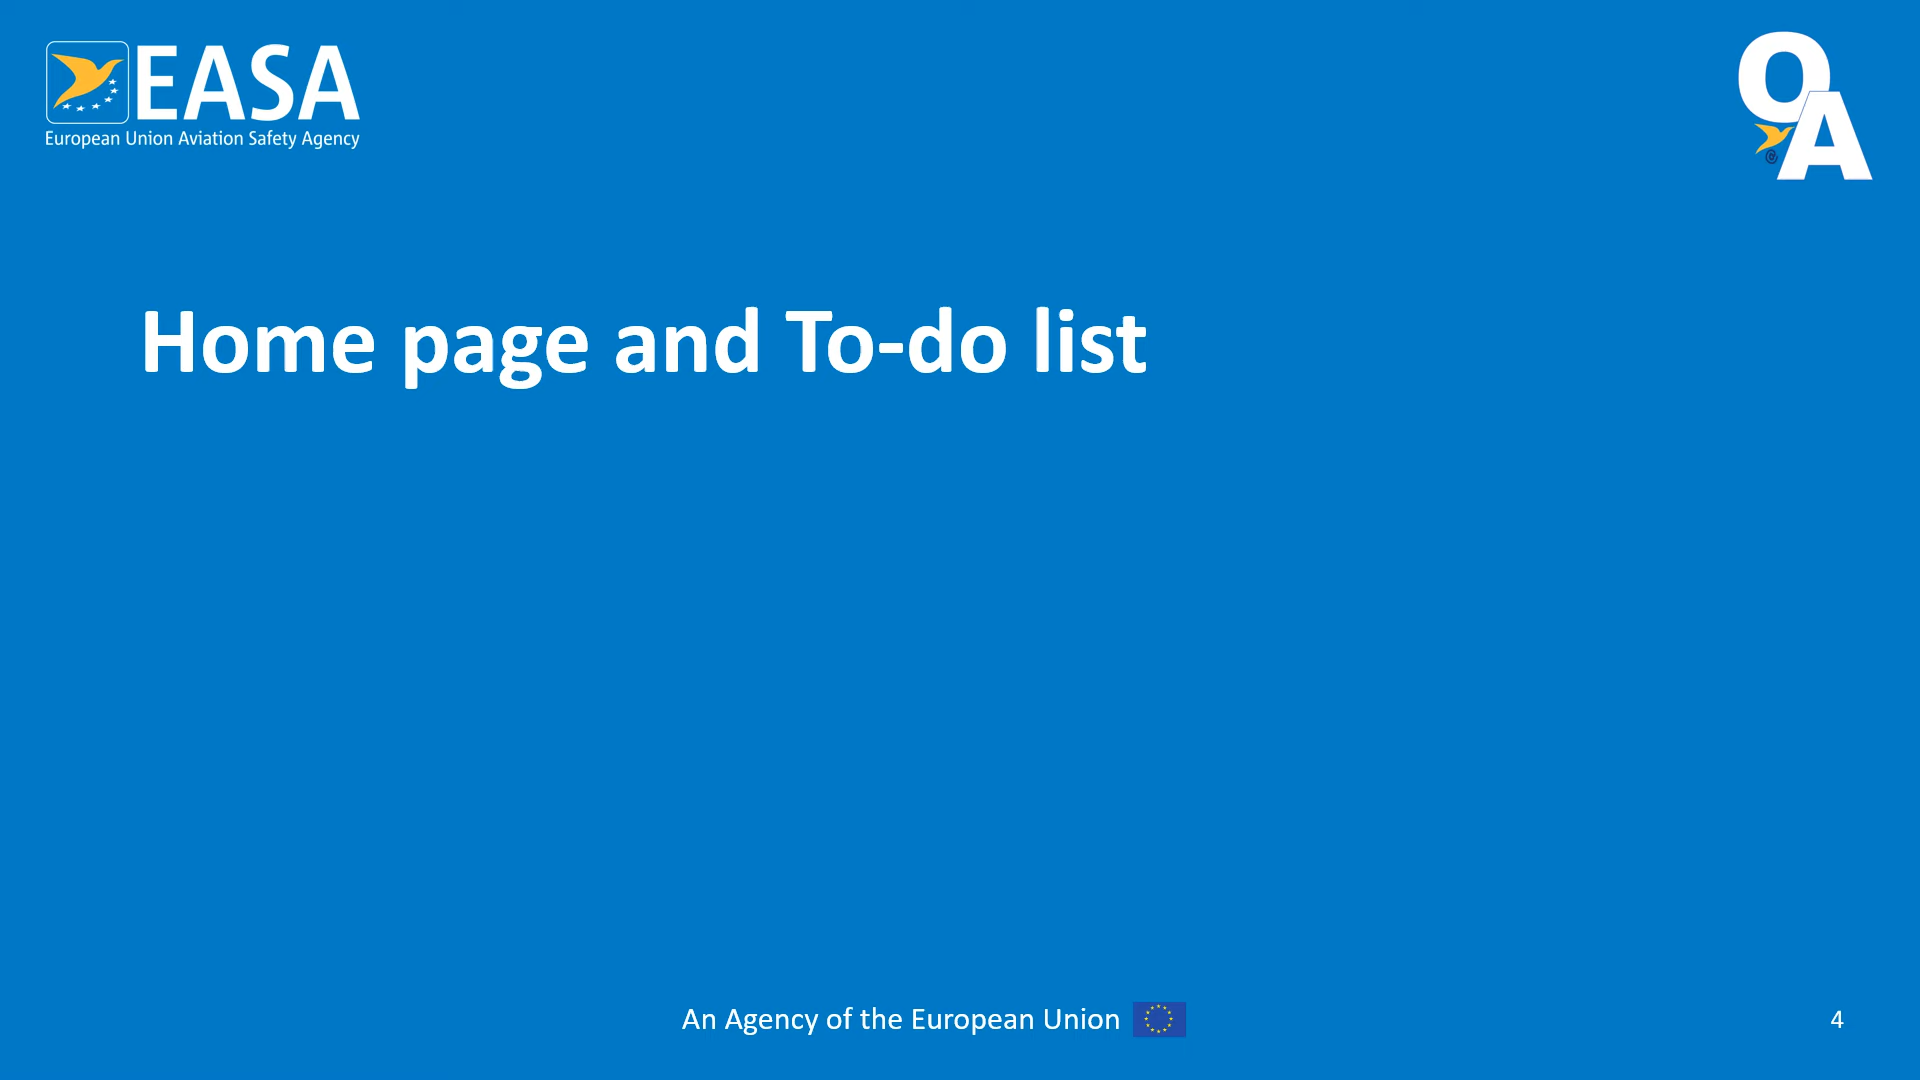 EASA
European Union Aviation Safety Agency
OA
@
Home page and To-do list
An Agency of the European Union
4